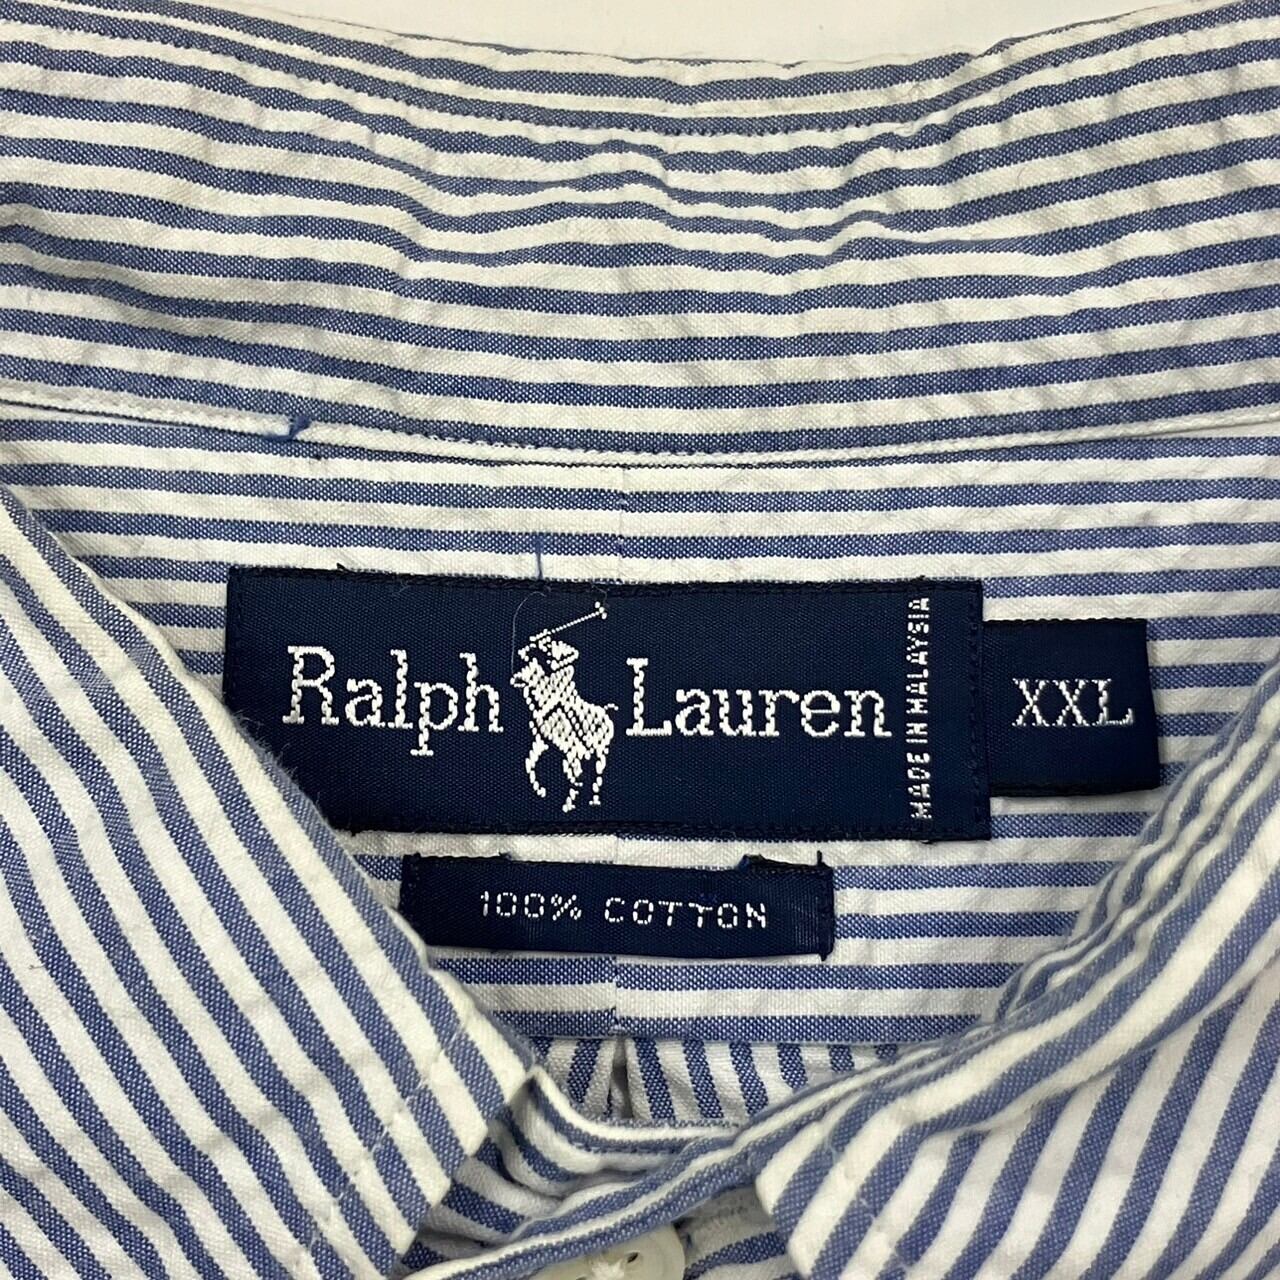 Ralph Lauren
MADE IN MALAYSIA
XXL
100% COTTON